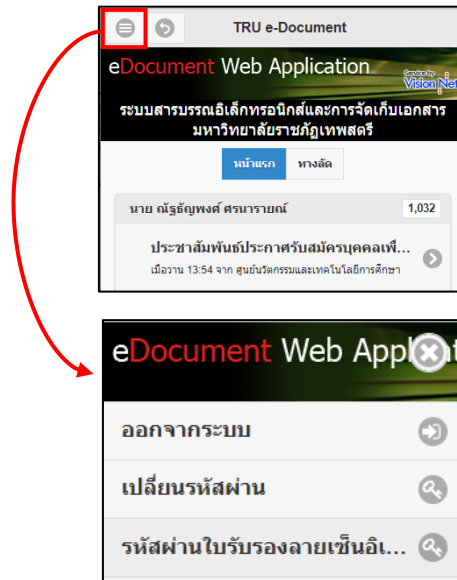 TRU e-Document
eDocument Web Application
Service by
Vision Net
ระบบสารบรรณอิเล็กทรอนิกส์และการจัดเก็บเอกสาร
มหาวิทยาลัยราชภัฏเทพสตรี
หน้าแรก ทางลัด
นาย ณัฐธัญพงศ์ ศรนารายณ์ 1,032
ประชาสัมพันธ์ประกาศรับสมัครบุคคลเพื่...
เมื่อวาน 13:54 จาก ศูนย์นวัตกรรมและเทคโนโลยีการศึกษา
eDocument Web Applicat
ออกจากระบบ
เปลี่ยนรหัสผ่าน
รหัสผ่านใบรับรองลายเซ็นอิเ...